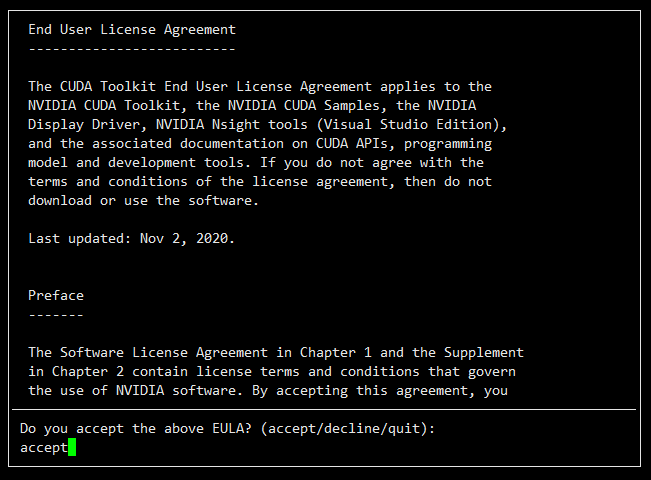 End User License Agreement
--------------------------
The CUDA Toolkit End User License Agreement applies to the
NVIDIA CUDA Toolkit, the NVIDIA CUDA Samples, the NVIDIA
Display Driver, NVIDIA Nsight tools (Visual Studio Edition),
and the associated documentation on CUDA APIs, programming
model and development tools. If you do not agree with the
terms and conditions of the license agreement, then do not
download or use the software.
Last updated: Nov 2, 2020.
Preface
-------
The Software License Agreement in Chapter 1 and the Supplement
in Chapter 2 contain license terms and conditions that govern
the use of NVIDIA software. By accepting this agreement, you
Do you accept the above EULA? (accept/decline/quit):
accept